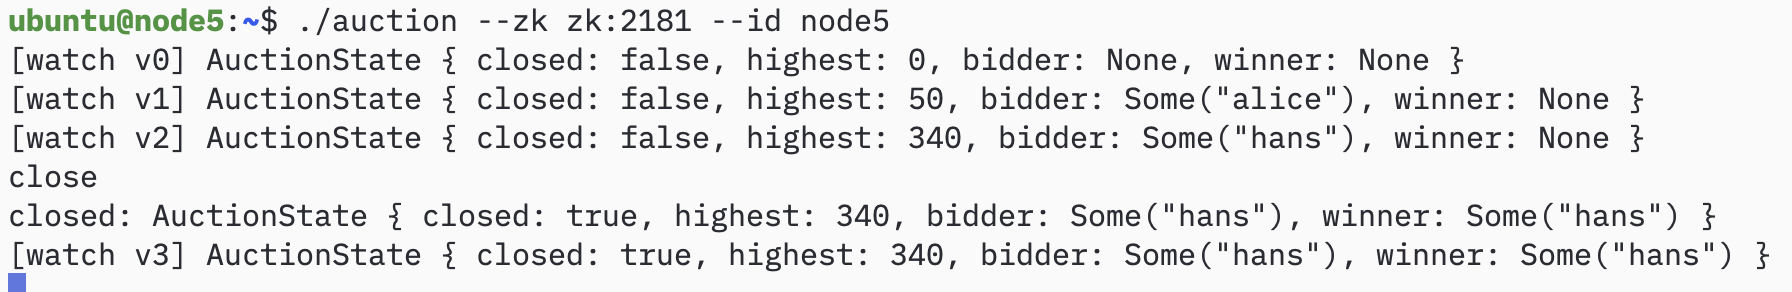 ubuntu@node5:~$ ./auction --zk zk:2181 --id node5
[watch v0] AuctionState { closed: false, highest: 0, bidder: None, winner: None }
[watch v1] AuctionState { closed: false, highest: 50, bidder: Some("alice"), winner: None }
[watch v2] AuctionState { closed: false, highest: 340, bidder: Some("hans"), winner: None }
close
closed: AuctionState { closed: true, highest: 340, bidder: Some("hans"), winner: Some("hans") }
[watch v3] AuctionState { closed: true, highest: 340, bidder: Some("hans"), winner: Some("hans") }